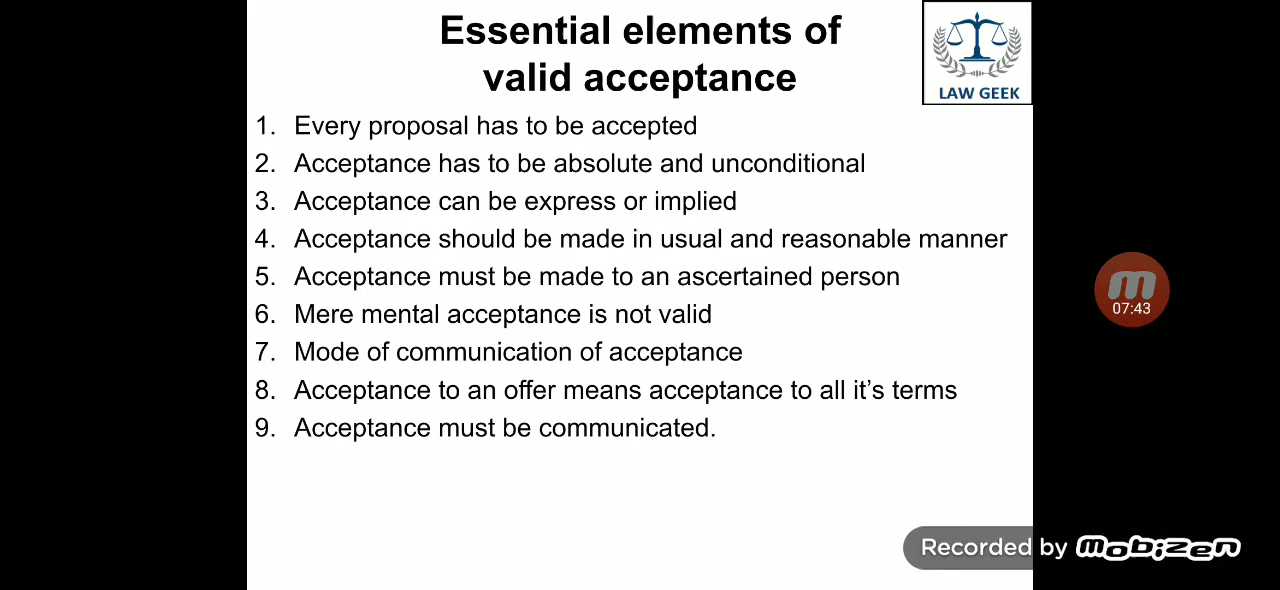 Essential elements of
valid acceptance
LAW GEEK
1. Every proposal has to be accepted
2. Acceptance has to be absolute and unconditional
3. Acceptance can be express or implied
4. Acceptance should be made in usual and reasonable manner
5. Acceptance must be made to an ascertained person
6. Mere mental acceptance is not valid
7. Mode of communication of acceptance
8. Acceptance to an offer means acceptance to all it’s terms
9. Acceptance must be communicated.
m
07:43
Recorded by mobizen